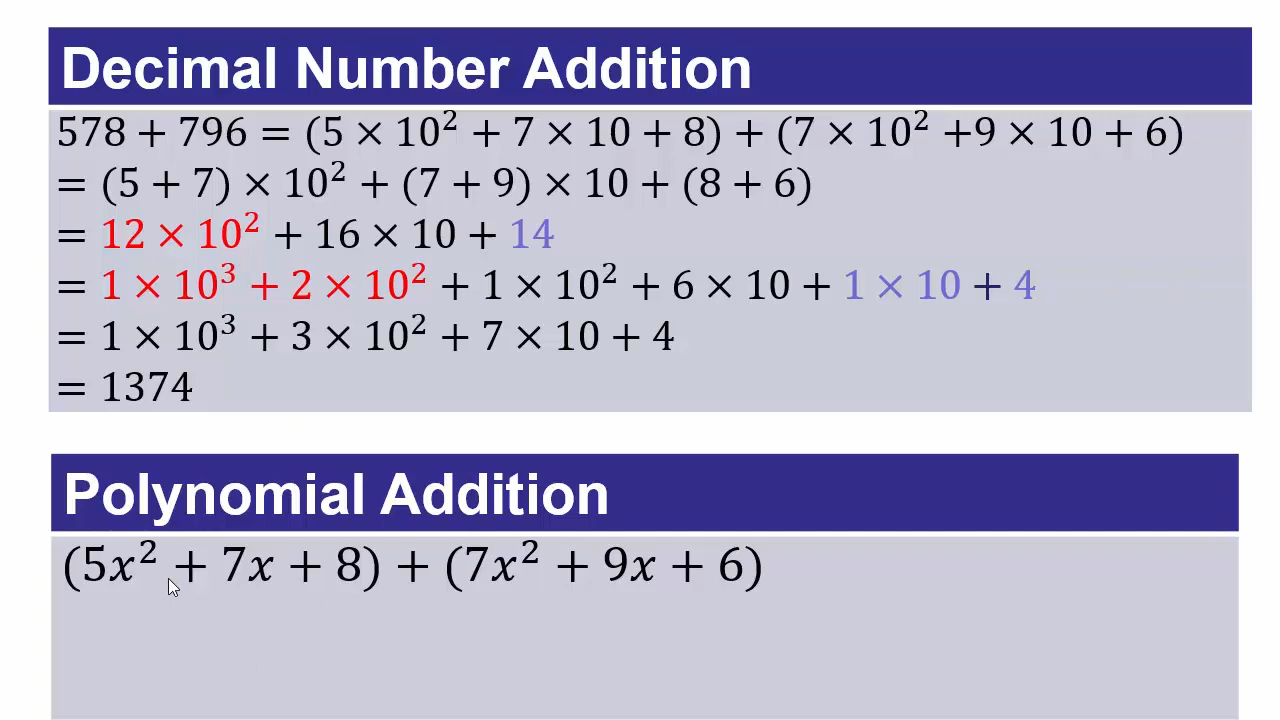 Decimal Number Addition
578 + 796 = (5 × 10² + 7 × 10 + 8) + (7 × 10² +9 × 10 + 6)
= (5 + 7) × 10² + (7 + 9) × 10 + (8 + 6)
= 12 × 10² + 16 × 10 + 14
= 1 × 10³ + 2 × 10² + 1 × 10² + 6 × 10 + 1 × 10 + 4
= 1 × 10³ + 3 × 10² + 7 × 10 + 4
= 1374
Polynomial Addition
(5x² + 7x + 8) + (7x² + 9x + 6)